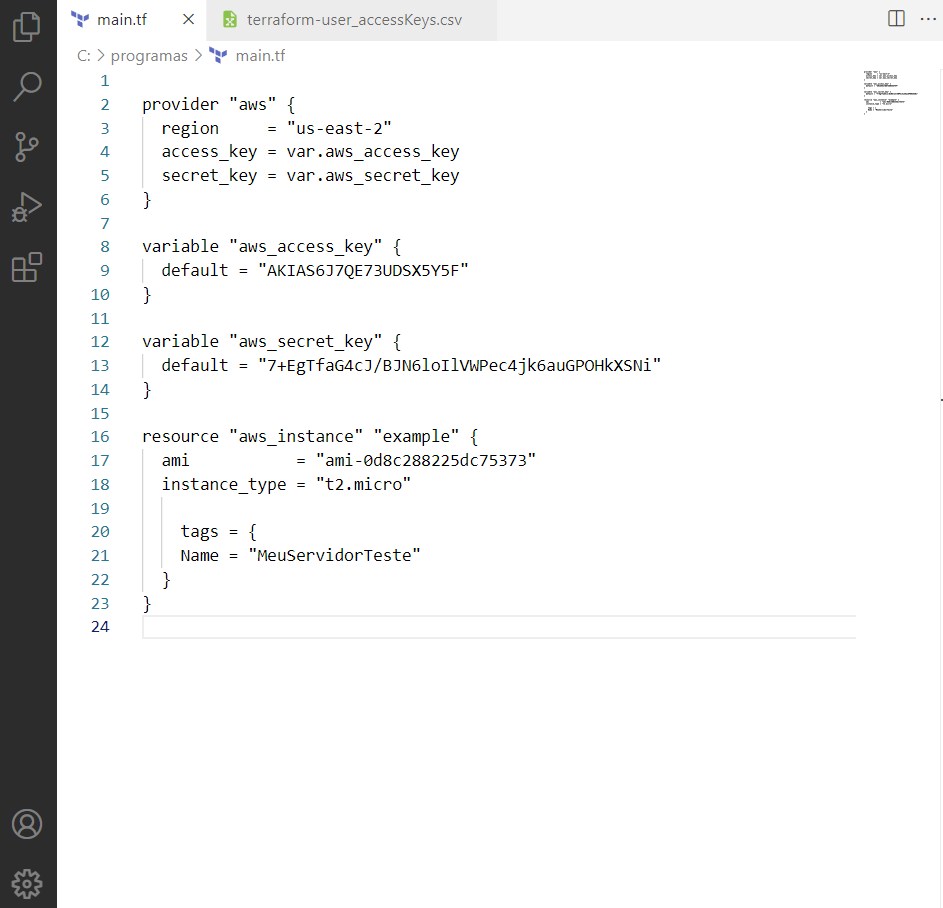 main.tf
terraform-user_accessKeys.csv
C: > programas > main.tf
1
2 provider "aws" {
3 region = "us-east-2"
4 access_key = var.aws_access_key
5 secret_key = var.aws_secret_key
6 }
7
8 variable "aws_access_key" {
9 default = "AKIAS6J7QE73UDSX5Y5F"
10 }
11
12 variable "aws_secret_key" {
13 default = "7+EgTfaG4cJ/BJN6loIlVWPec4jk6auGPOHkXSNi"
14 }
15
16 resource "aws_instance" "example" {
17 ami = "ami-0d8c288225dc75373"
18 instance_type = "t2.micro"
19
20 tags = {
21 Name = "MeuServidorTeste"
22 }
23 }
24